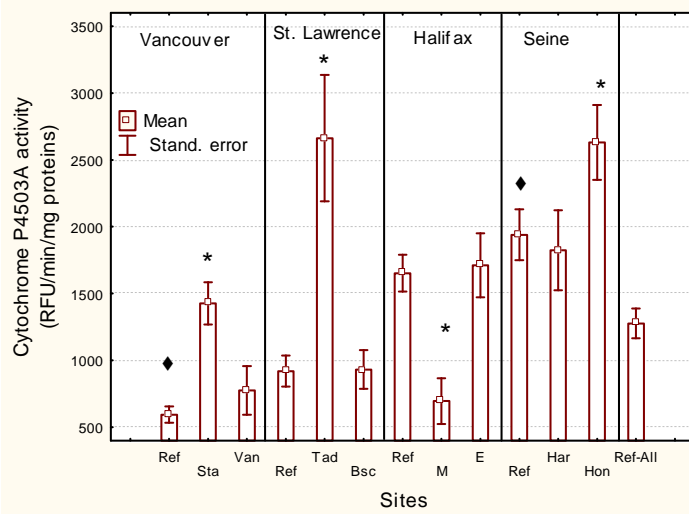 Cytochrome P4503A activity
(RFU/min/mg proteins)
3500
3000
2500
2000
1500
1000
500
Vancouver
St. Lawrence
Halifax
Seine
Mean
Stand. error
*
*
*
*
♦
♦
Ref
Sta
Van
Ref
Tad
Bsc
Ref
M
E
Ref
Har
Hon
Ref-All
Sites